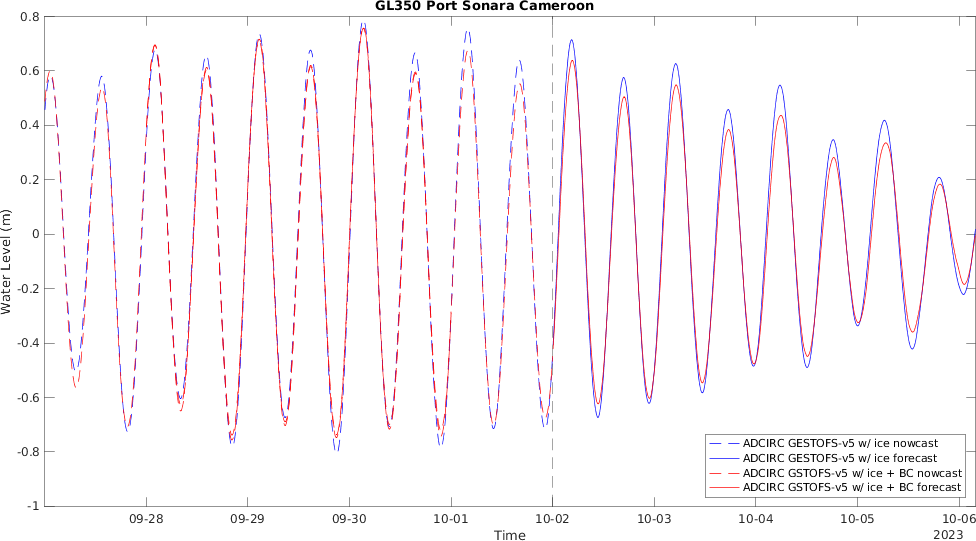 GL350 Port Sonara Cameroon
0.8
0.6
0.4
0.2
0
-0.2
-0.4
-0.6
-0.8
-1
Water Level (m)
ADCIRC GESTOFS-v5 w/ ice nowcast
ADCIRC GESTOFS-v5 w/ ice forecast
ADCIRC GSTOFS-v5 w/ ice + BC nowcast
ADCIRC GSTOFS-v5 w/ ice + BC forecast
09-28 09-29 09-30 10-01 10-02 10-03 10-04 10-05 10-06
Time
2023